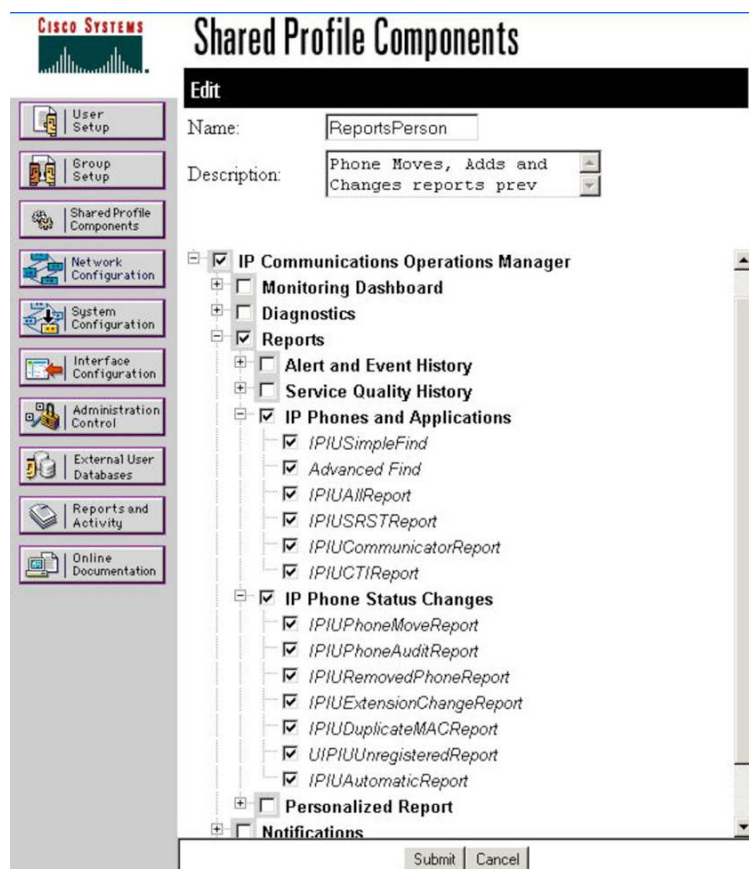 CISCO SYSTEMS
Shared Profile Components
Edit
User
Setup
Group
Setup
Shared Profile
Components
Network
Configuration
System
Configuration
Interface
Configuration
Administration
Control
External User
Databases
Reports and
Activity
Online
Documentation
Name:
ReportsPerson
Description:
Phone Moves, Adds and
Changes reports prev
IP Communications Operations Manager
Monitoring Dashboard
Diagnostics
Reports
Alert and Event History
Service Quality History
IP Phones and Applications
IPIUSimpleFind
Advanced Find
IPIUAllReport
IPIUSRSTReport
IPIUCommunicatorReport
IPIUCTIReport
IP Phone Status Changes
IPIUPhoneMoveReport
IPIUPhoneAuditReport
IPIURemovedPhoneReport
IPIUExtensionChangeReport
IPIUDuplicateMACReport
UIPIUUnregisteredReport
IPIUAutomaticReport
Personalized Report
Notifications
Submit
Cancel